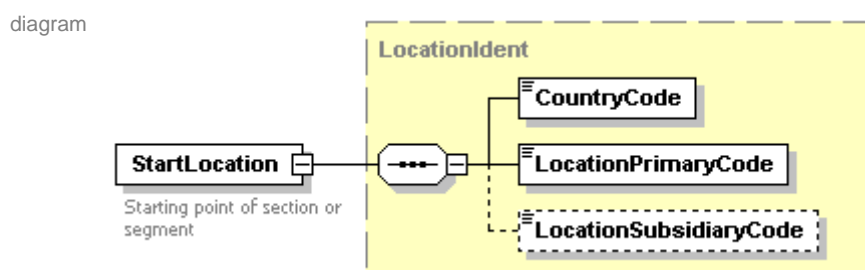 diagram
LocationIdent
CountryCode
StartLocation
LocationPrimaryCode
Starting point of section or
segment
LocationSubsidiaryCode